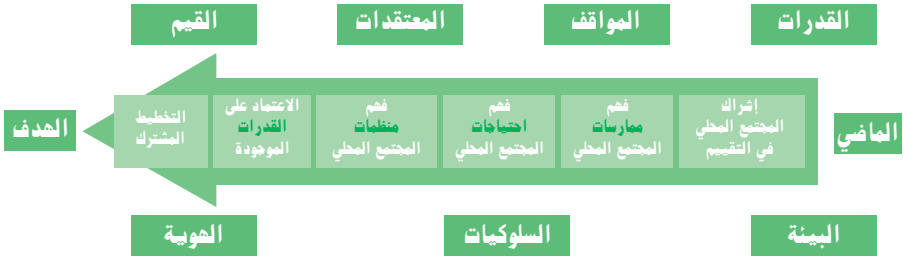 القدرات
المواقف
المعتقدات
القيم
الماضي
إشراك
المجتمع المحلي
في التقييم
فهم
ممارسات
المجتمع المحلي
فهم
احتياجات
المجتمع المحلي
فهم
منظمات
المجتمع المحلي
الاعتماد على
القدرات
الموجودة
التخطيط
المشترك
الهدف
البيئة
السلوكيات
الهوية